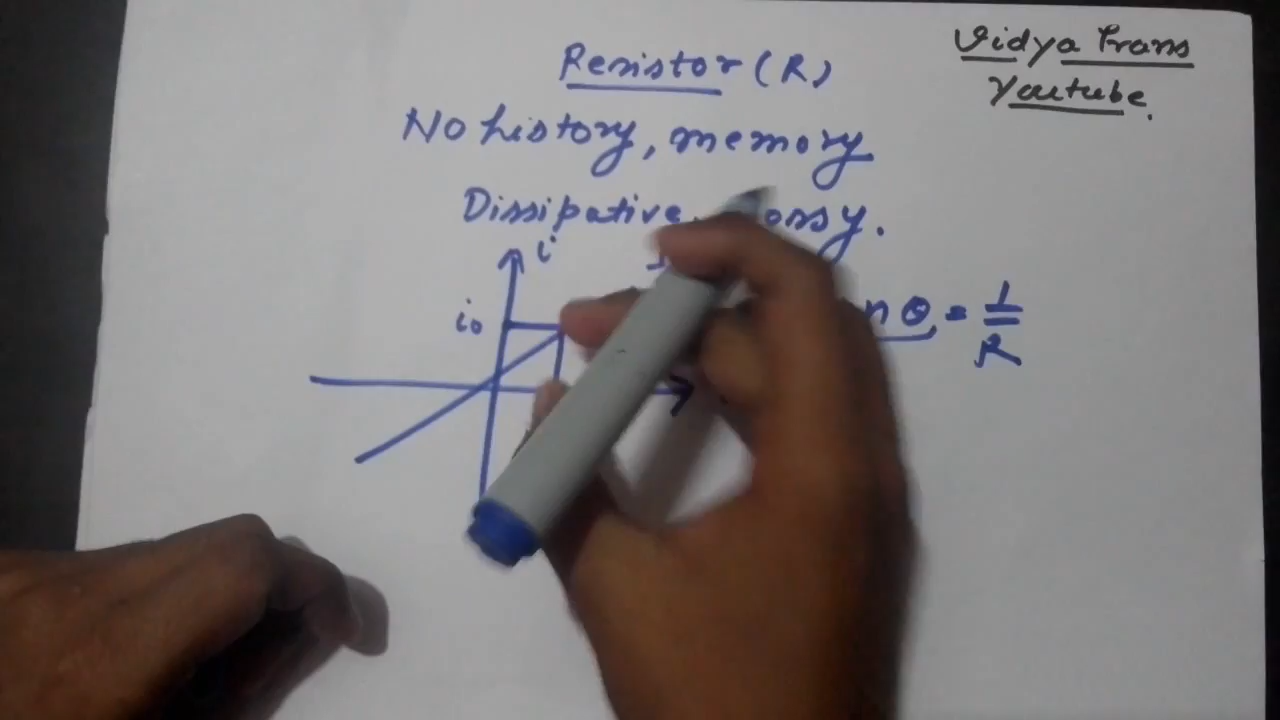 Vidya Prans
Youtube.
Resistor (R)
No history, memory
Dissipative,
i
i₀
θ = 1/R